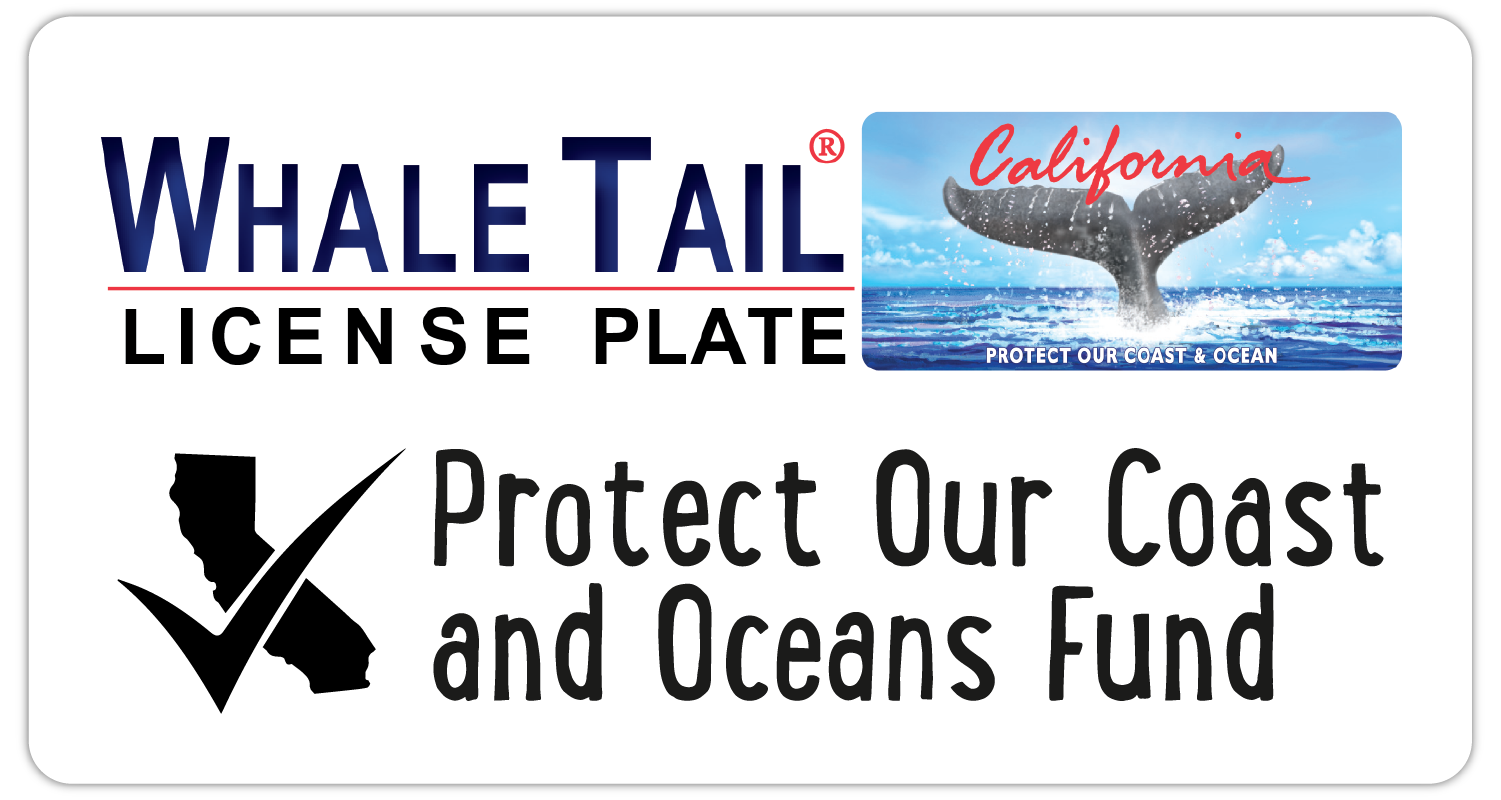 WHALE TAIL®
LICENSE PLATE
California
PROTECT OUR COAST & OCEAN
Protect Our Coast
and Oceans Fund